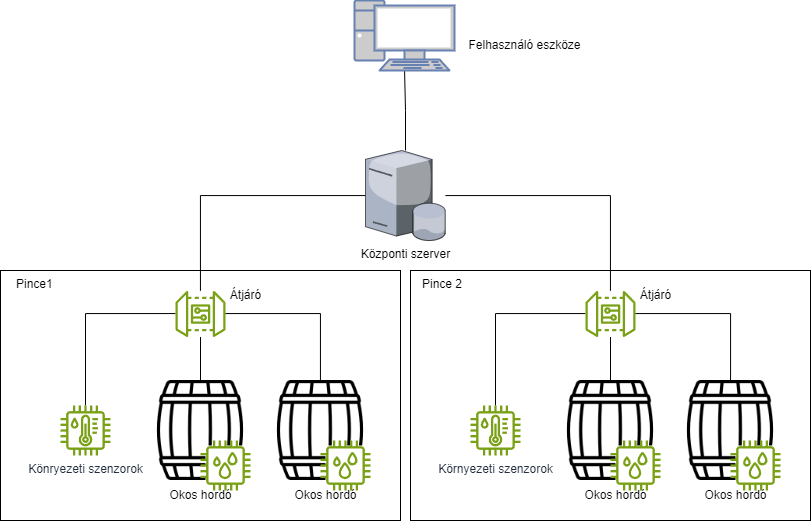 Felhasználó eszköze
Központi szerver
Pince1
Átjáró
Könryezeti szenzorok
Okos hordó
Okos hordó
Pince 2
Átjáró
Környezeti szenzorok
Okos hordó
Okos hordó